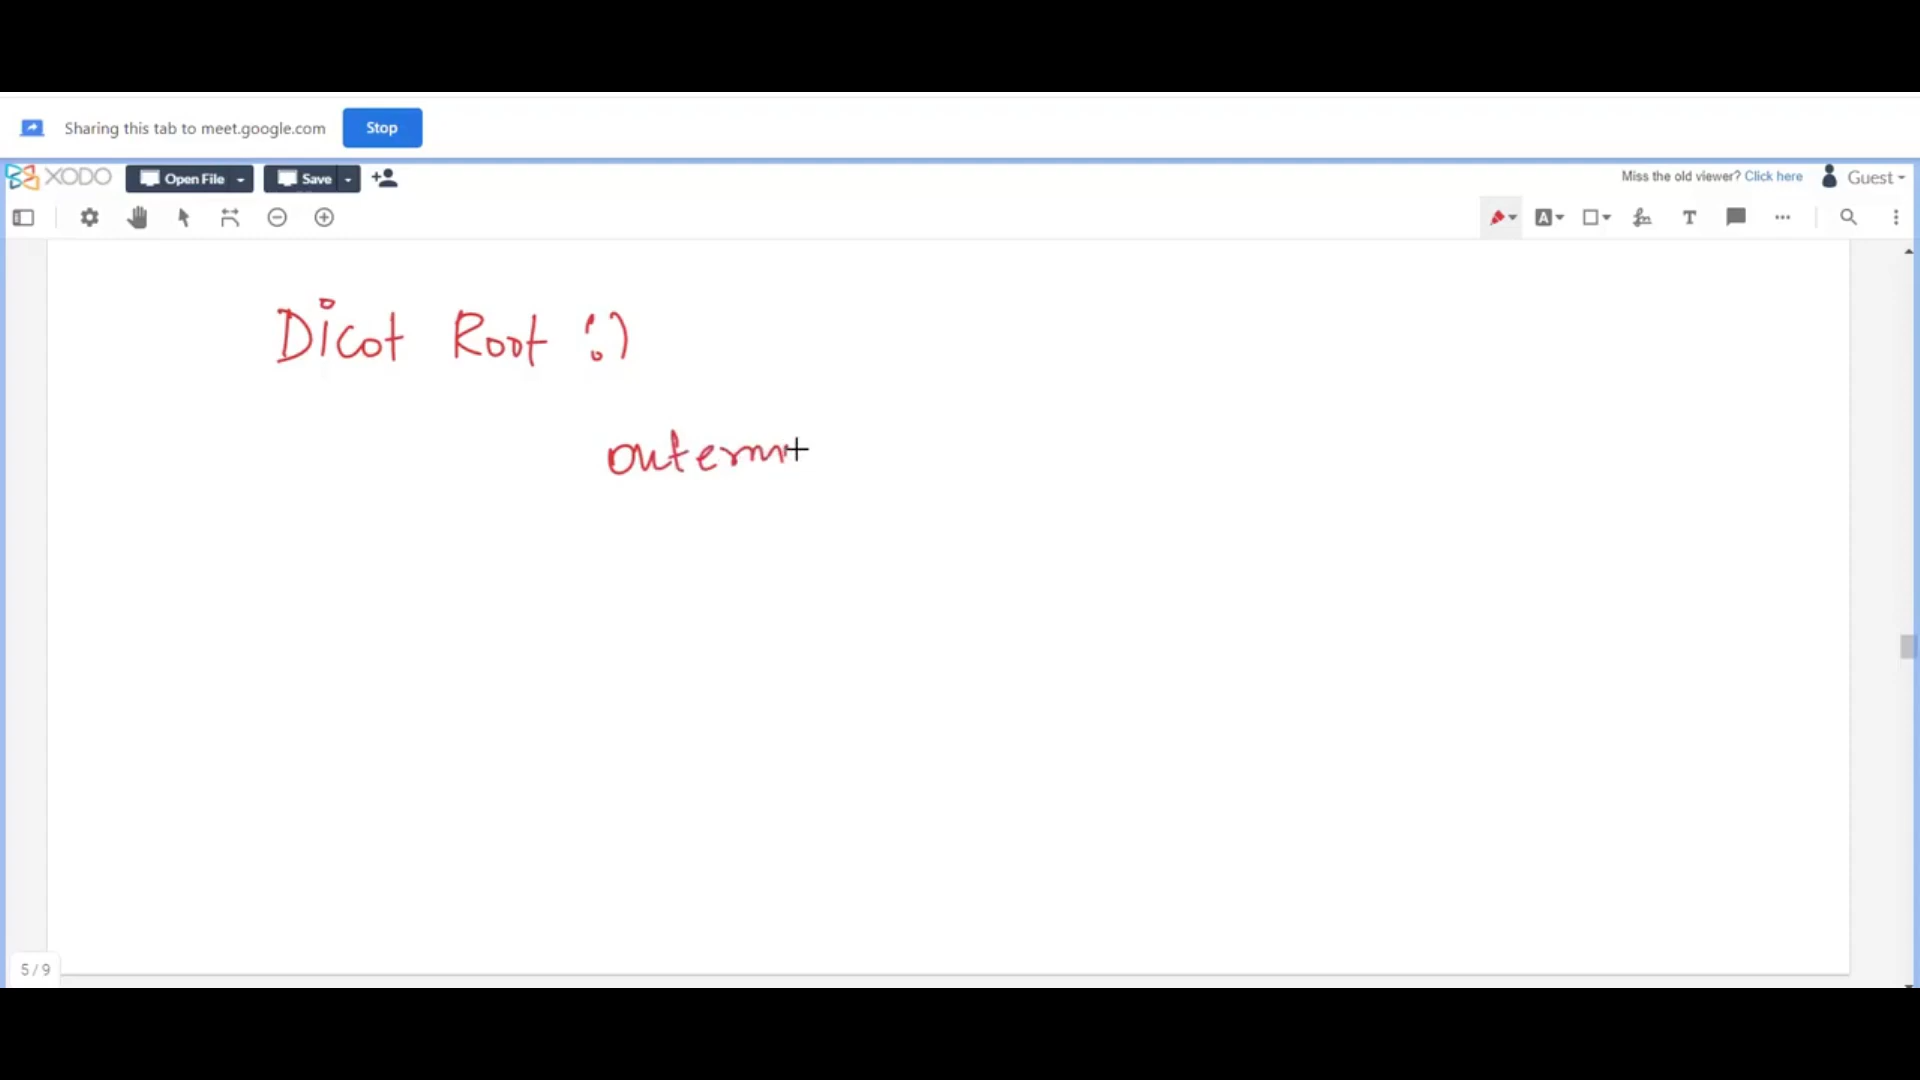 Sharing this tab to meet.google.com Stop
XODO Open File Save Miss the old viewer? Click here Guest
A T
Dicot Root :)
outerm
5 / 9